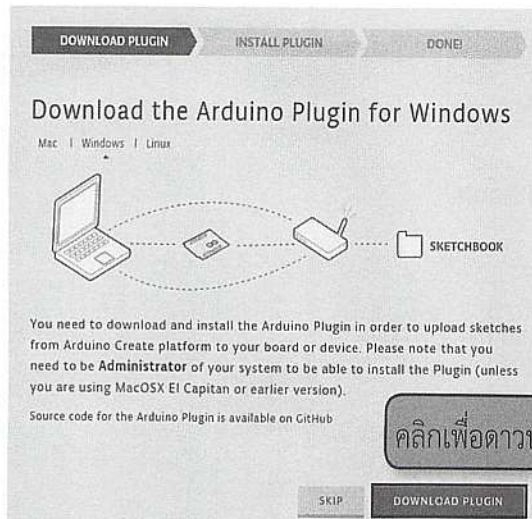 DOWNLOAD PLUGIN INSTALL PLUGIN DONE!
Download the Arduino Plugin for Windows
Mac | Windows | Linux
SKETCHBOOK
You need to download and install the Arduino Plugin in order to upload sketches
from Arduino Create platform to your board or device. Please note that you
need to be Administrator of your system to be able to install the Plugin (unless
you are using MacOSX El Capitan or earlier version).
Source code for the Arduino Plugin is available on GitHub
คลิกเพื่อ
SKIP DOWNLOAD PLUGIN